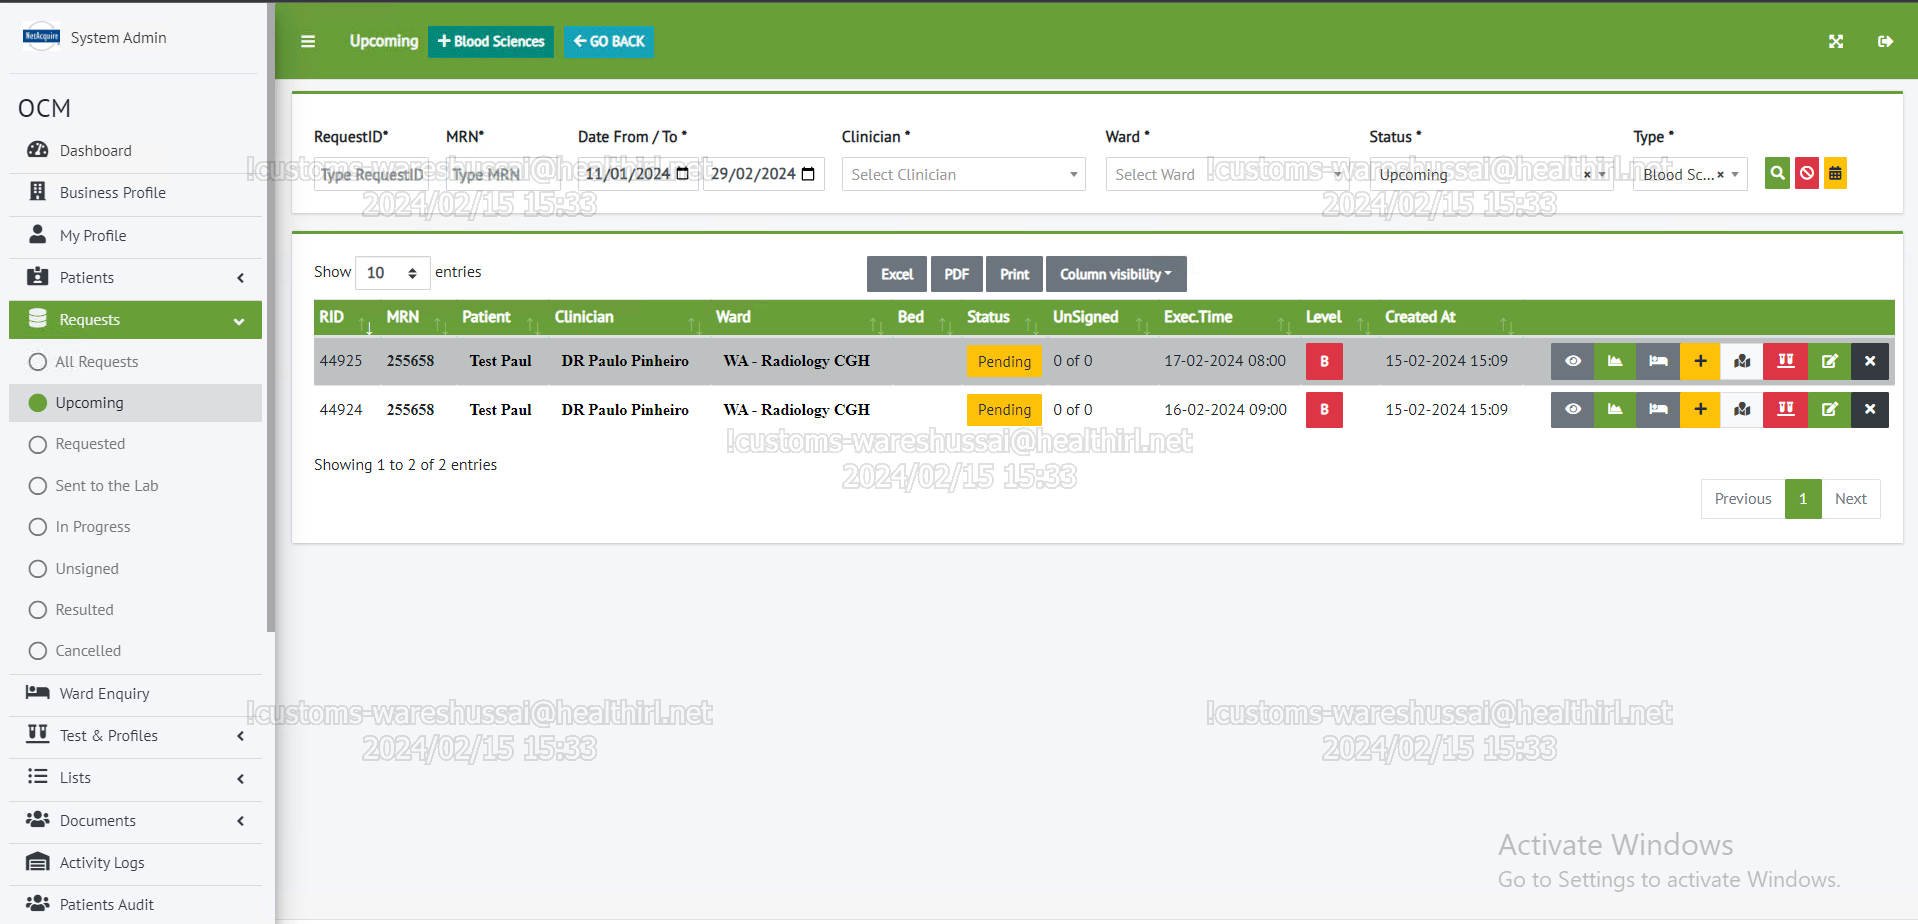 NetAcquire System Admin
Upcoming + Blood Sciences GO BACK
OCM
Dashboard
Business Profile
My Profile
Patients
Requests
All Requests
Upcoming
Requested
Sent to the Lab
In Progress
Unsigned
Resulted
Cancelled
Ward Enquiry
Test & Profiles
Lists
Documents
Activity Logs
Patients Audit
RequestID* MRN* Date From / To * Clinician * Ward * Status * Type *
Type RequestID Type MRN 11/01/2024 29/02/2024 Select Clinician Select Ward Upcoming × Blood Sc... ×
Show 10 entries Excel PDF Print Column visibility
RID MRN Patient Clinician Ward Bed Status UnSigned Exec.Time Level Created At
44925 255658 Test Paul DR Paulo Pinheiro WA - Radiology CGH Pending 0 of 0 17-02-2024 08:00 B 15-02-2024 15:09
44924 255658 Test Paul DR Paulo Pinheiro WA - Radiology CGH Pending 0 of 0 16-02-2024 09:00 B 15-02-2024 15:09
Showing 1 to 2 of 2 entries
Previous 1 Next
!customs-wareshussai@healthirl.net
2024/02/15 15:33
!customs-wareshussai@healthirl.net
2024/02/15 15:33
!customs-wareshussai@healthirl.net
2024/02/15 15:33
!customs-wareshussai@healthirl.net
2024/02/15 15:33
!customs-wareshussai@healthirl.net
2024/02/15 15:33
Activate Windows
Go to Settings to activate Windows.